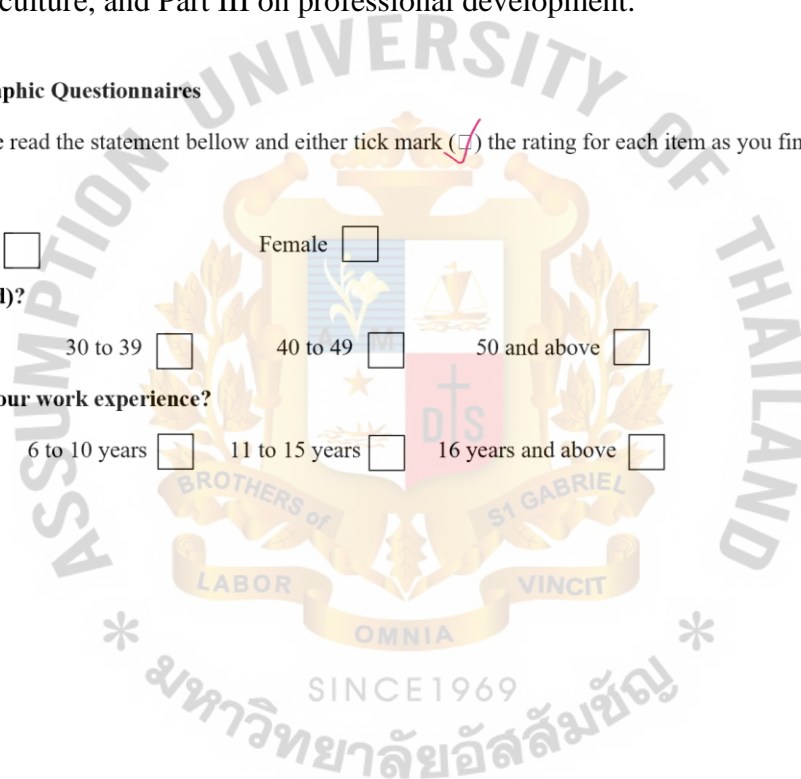 culture, and Part III on professional development.
aphic Questionnaires
e read the statement bellow and either tick mark (☐) the rating for each item as you fin
Female
d)?
30 to 39 40 to 49 50 and above
our work experience?
6 to 10 years 11 to 15 years 16 years and above
ASSUMPTION UNIVERSITY OF THAILAND
A M
D S
BROTHERS of S1 GABRIEL
LABOR OMNIA VINCIT
SINCE1969
มหาวิทยาลัยอัสสัมชัญ